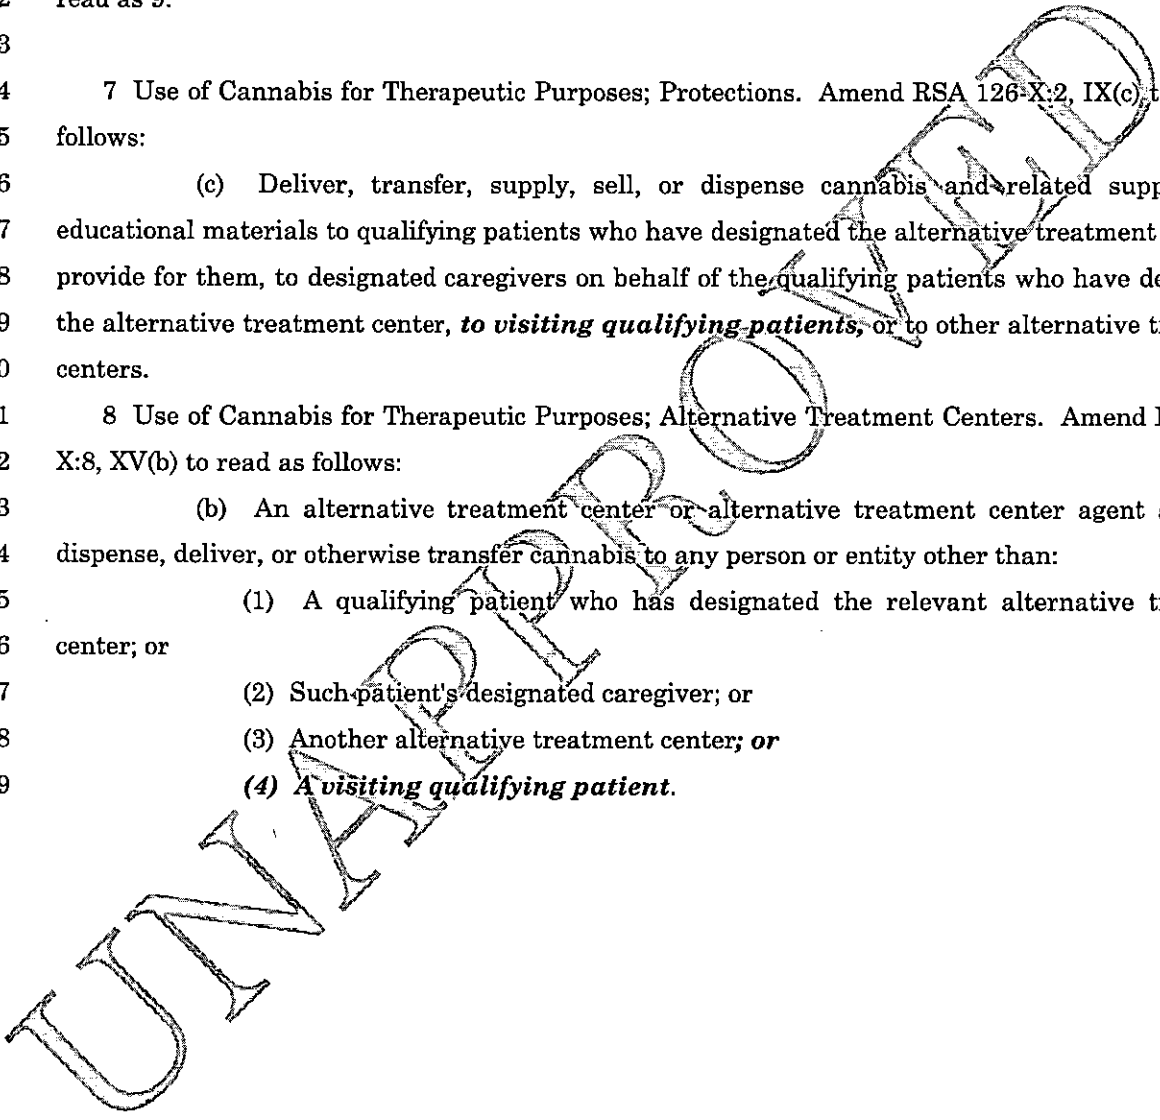 read as 9.
3
4 7 Use of Cannabis for Therapeutic Purposes; Protections. Amend RSA 126-X:2, IX(c)
5 follows:
6 (c) Deliver, transfer, supply, sell, or dispense cannabis and related
7 educational materials to qualifying patients who have designated the alternative treatment
8 provide for them, to designated caregivers on behalf of the qualifying patients who have
9 the alternative treatment center, to visiting qualifying patients, or to other alternative
0 centers.
1 8 Use of Cannabis for Therapeutic Purposes; Alternative Treatment Centers. Amend
2 X:8, XV(b) to read as follows:
3 (b) An alternative treatment center or alternative treatment center agent
4 dispense, deliver, or otherwise transfer cannabis to any person or entity other than:
5 (1) A qualifying patient who has designated the relevant alternative
6 center; or
7 (2) Such patient's designated caregiver; or
8 (3) Another alternative treatment center; or
9 (4) A visiting qualifying patient.
UNAPPROVED